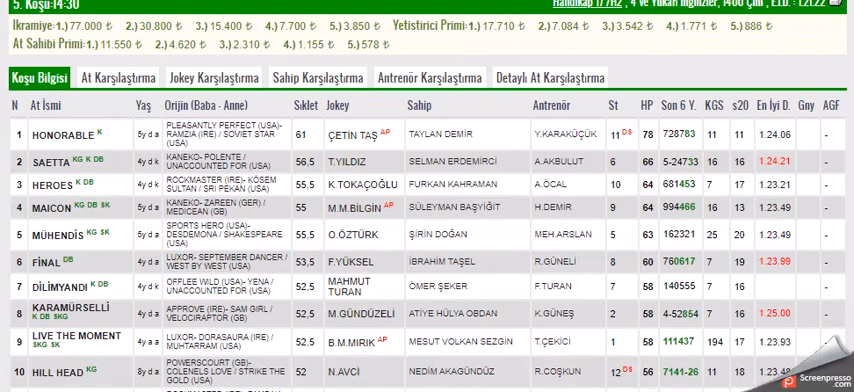 5. Koşu:14:30 Handikap 17/H2 , 4 ve Yukarı İngilizler, 1400 Çim , E.İ.D. : 1.21.22
İkramiye:1.) 77.000 ₺ 2.) 30.800 ₺ 3.) 15.400 ₺ 4.) 7.700 ₺ 5.) 3.850 ₺ Yetistirici Primi:1.) 17.710 ₺ 2.) 7.084 ₺ 3.) 3.542 ₺ 4.) 1.771 ₺ 5.) 886 ₺
At Sahibi Primi:1.) 11.550 ₺ 2.) 4.620 ₺ 3.) 2.310 ₺ 4.) 1.155 ₺ 5.) 578 ₺
Koşu Bilgisi At Karşılaştırma Jokey Karşılaştırma Sahip Karşılaştırma Antrenör Karşılaştırma Detaylı At Karşılaştırma
N At İsmi Yaş Orijin (Baba - Anne) Sıklet Jokey Sahip Antrenör St HP Son 6 Y. KGS s20 En İyi D. Gny AGF
PLEASANTLY PERFECT (USA)-
1 HONORABLE K 5y d a RAMZIA (IRE) / SOVIET STAR 61 ÇETİN TAŞ AP TAYLAN DEMİR Y.KARAKÜÇÜK 11 DS 78 728783 11 11 1.24.06 -
(USA)
2 SAETTA KG K DB 4y d k KANEKO- POLENTE / 56,5 T.YILDIZ SELMAN ERDEMİRCİ A.AKBULUT 6 66 5-24733 16 16 1.24.21 -
UNACCOUNTED FOR (USA)
3 HEROES K DB 4y d k ROCKMASTER (IRE)- KÖSEM 55,5 K.TOKAÇOĞLU FURKAN KAHRAMAN A.ÖCAL 10 64 681453 7 17 1.23.21 -
SULTAN / SRI PEKAN (USA)
4 MAICON KG DB SK 5y d a KANEKO- ZAREEN (GER) / 55 M.M.BİLGİN AP SÜLEYMAN BAŞYİĞİT H.DEMİR 9 64 994466 16 13 1.23.49 -
MEDICEAN (GB)
SPORTS HERO (USA)-
5 MÜHENDİS KG SK 5y d a DESDEMONA / SHAKESPEARE 55,5 O.ÖZTÜRK ŞİRİN DOĞAN MEH.ARSLAN 5 63 162321 25 20 1.23.49 -
(USA)
6 FİNAL DB 4y d a LUXOR- SEPTEMBER DANCER / 53,5 F.YÜKSEL İBRAHİM TAŞEL R.GÜNELİ 8 60 760617 7 19 1.23.99 -
WEST BY WEST (USA)
7 DİLİMYANDI K DB 4y d k OFFLEE WILD (USA)- YENA / 52,5 MAHMUT TURAN ÖMER ŞEKER F.TURAN 7 58 140555 7 16 -
UNACCOUNTED FOR (USA)
8 KARAMÜRSELLİ K DB SKG 4y d a APPROVE (IRE)- SAM GIRL / 52,5 M.GÜNDÜZELİ ATİYE HÜLYA OBDAN K.GÜNEŞ 2 58 4-52854 7 16 1.25.00 -
VELOCIRAPTOR (GB)
9 LIVE THE MOMENT SKG SK 4y a a LUXOR- DORASAURA (IRE) / 52,5 B.M.MIRIK AP MESUT VOLKAN SEZGİN T.ÇEKİCİ 1 58 111437 194 17 1.23.93 -
MUHTARRAM (USA)
POWERSCOURT (GB)-
10 HILL HEAD KG 8y d a COLENELS LOVE / STRIKE THE 52 N.AVCİ NEDİM AKAGÜNDÜZ R.COŞKUN 12 DS 56 7141-26 11 18
GOLD (USA)
Screenpresso
.com